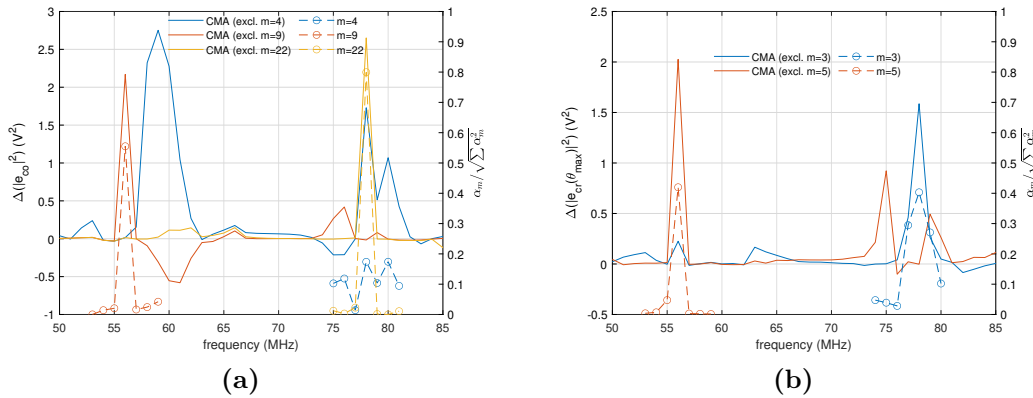 3
2.5
2
1.5
1
0.5
0
-0.5
-1
1
0.9
0.8
0.7
0.6
0.5
0.4
0.3
0.2
0.1
0
50 55 60 65 70 75 80 85
frequency (MHz)
Δ(|e_co|²) (V²)
α_m/√∑α_m²
CMA (excl. m=4) m=4
CMA (excl. m=9) m=9
CMA (excl. m=22) m=22
(a)
2.5
2
1.5
1
0.5
0
-0.5
1
0.9
0.8
0.7
0.6
0.5
0.4
0.3
0.2
0.1
0
50 55 60 65 70 75 80 85
frequency (MHz)
Δ(|e_cr(θ_max)|²) (V²)
α_m/√∑α_m²
CMA (excl. m=3) m=3)
CMA (excl. m=5) m=5)
(b)